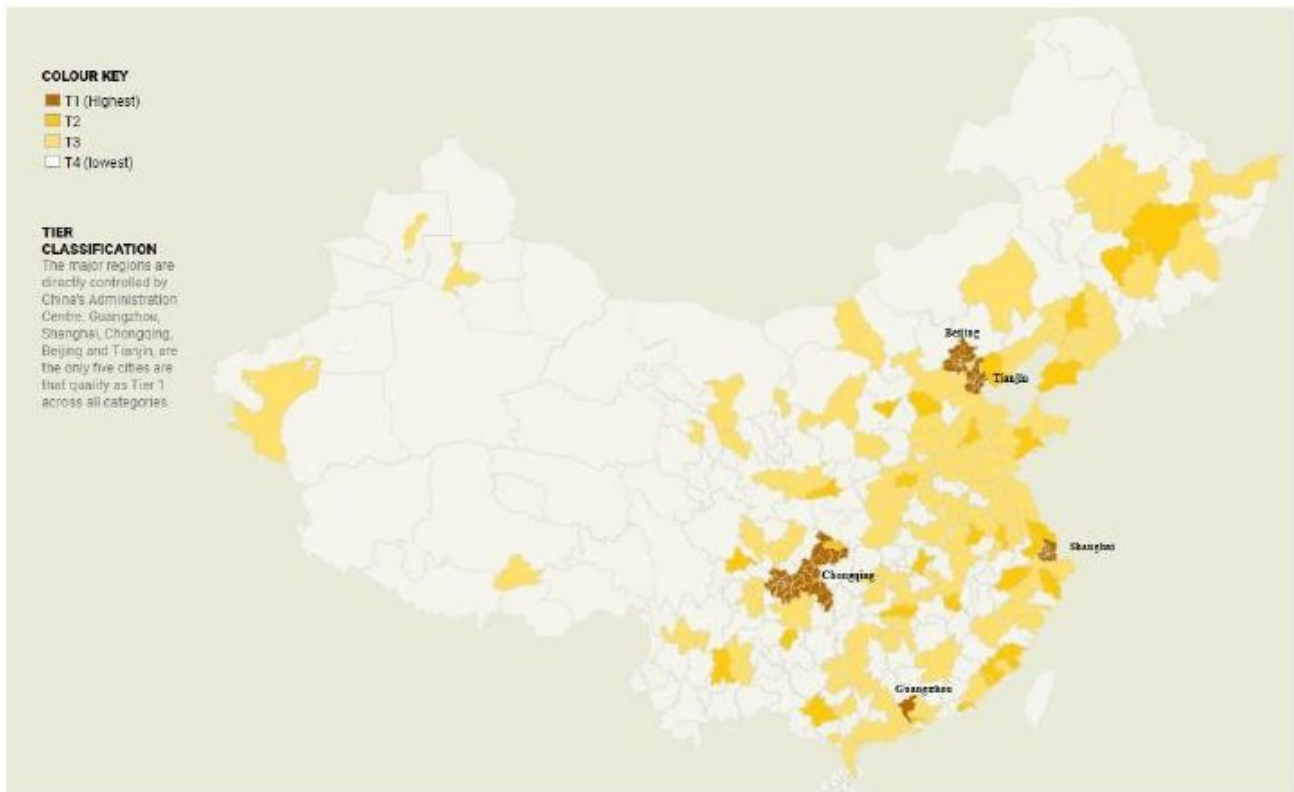 COLOUR KEY
T1 (Highest)
T2
T3
T4 (lowest)
TIER
CLASSIFICATION
The major regions are
directly controlled by
China's Administration
Centre. Guangzhou,
Shanghai, Chongqing,
Beijing and Tianjin, are
the only five cities are
that qualify as Tier 1
across all categories.
Beijing
Tianjin
Shanghai
Chongqing
Guangzhou